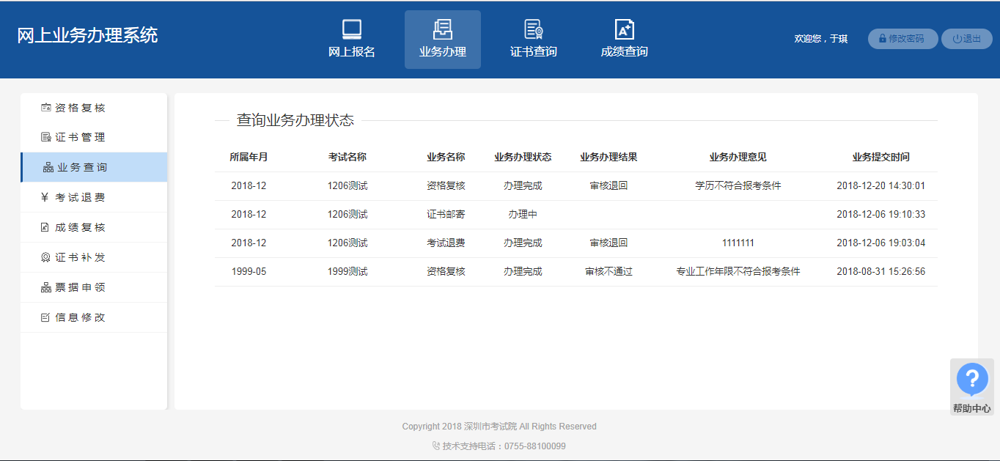 网上业务办理系统
网上报名 业务办理 证书查询 成绩查询
欢迎您，于琪 修改密码 退出
资格复核
证书管理
业务查询
考试退费
成绩复核
证书补发
票据申领
信息修改
查询业务办理状态
所属年月 考试名称 业务名称 业务办理状态 业务办理结果 业务办理意见 业务提交时间
2018-12 1206测试 资格复核 办理完成 审核退回 学历不符合报考条件 2018-12-20 14:30:01
2018-12 1206测试 证书邮寄 办理中 2018-12-06 19:10:33
2018-12 1206测试 考试退费 办理完成 审核退回 1111111 2018-12-06 19:03:04
1999-05 1999测试 资格复核 办理完成 审核不通过 专业工作年限不符合报考条件 2018-08-31 15:26:56
帮助中心
Copyright 2018 深圳市考试院 All Rights Reserved
技术支持电话：0755-88100099